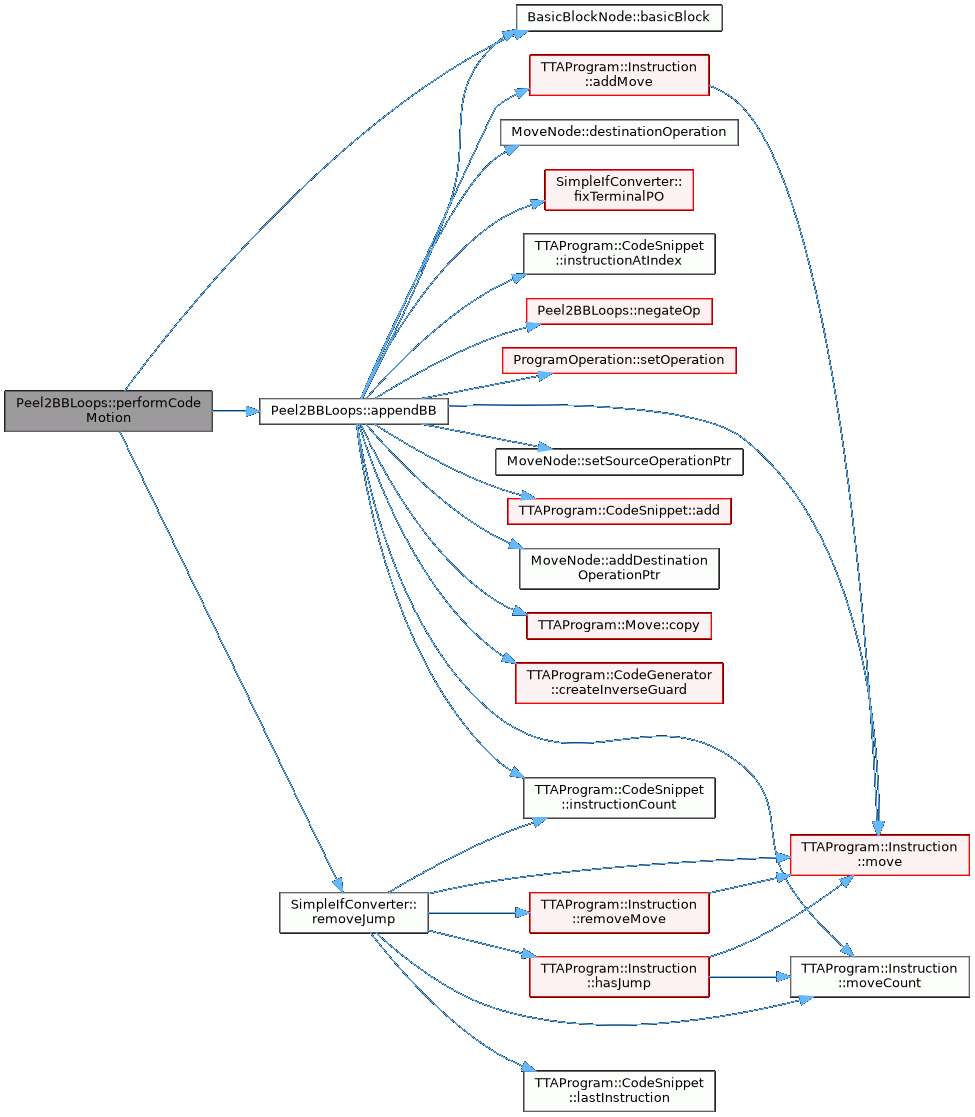 BasicBlockNode::basicBlock
TTAProgram::Instruction
::addMove
MoveNode::destinationOperation
SimpleIfConverter::
fixTerminalPO
TTAProgram::CodeSnippet
::instructionAtIndex
Peel2BBLoops::negateOp
ProgramOperation::setOperation
Peel2BBLoops::performCode
Motion
Peel2BBLoops::appendBB
MoveNode::setSourceOperationPtr
TTAProgram::CodeSnippet::add
MoveNode::addDestination
OperationPtr
TTAProgram::Move::copy
TTAProgram::CodeGenerator
::createInverseGuard
TTAProgram::CodeSnippet
::instructionCount
TTAProgram::Instruction
::move
SimpleIfConverter::
removeJump
TTAProgram::Instruction
::removeMove
TTAProgram::Instruction
::hasJump
TTAProgram::Instruction
::moveCount
TTAProgram::CodeSnippet
::lastInstruction